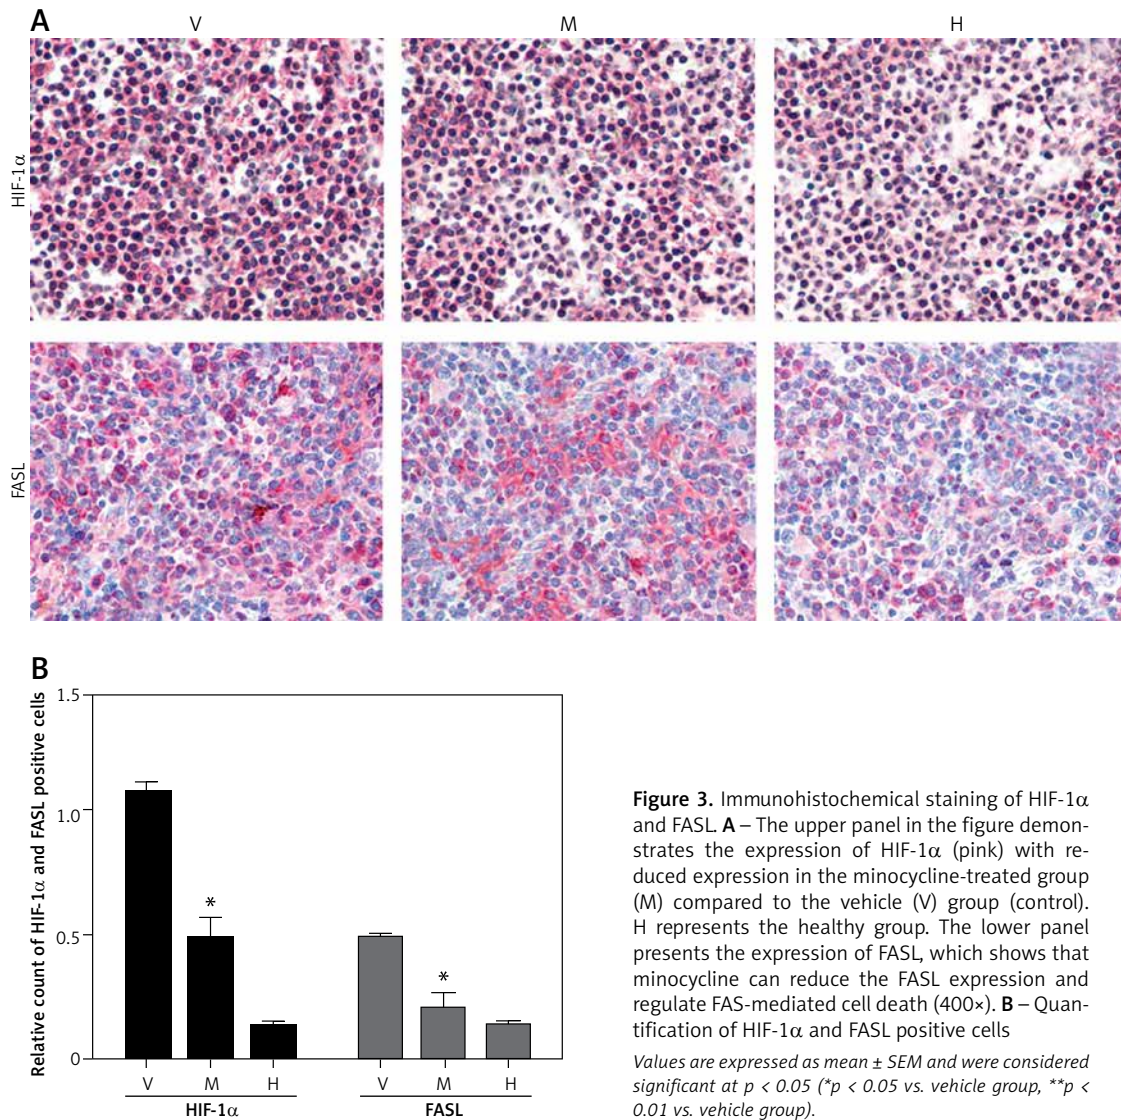 A
V M H
HIF-1α
FASL
B
Relative count of HIF-1α and FASL positive cells
1.5
1.0
0.5
0
*
*
V M H V M H
HIF-1α FASL
Figure 3. Immunohistochemical staining of HIF-1α
and FASL. A – The upper panel in the figure demon-
strates the expression of HIF-1α (pink) with re-
duced expression in the minocycline-treated group
(M) compared to the vehicle (V) group (control).
H represents the healthy group. The lower panel
presents the expression of FASL, which shows that
minocycline can reduce the FASL expression and
regulate FAS-mediated cell death (400×). B – Quan-
tification of HIF-1α and FASL positive cells
Values are expressed as mean ± SEM and were considered
significant at p < 0.05 (*p < 0.05 vs. vehicle group, **p <
0.01 vs. vehicle group).